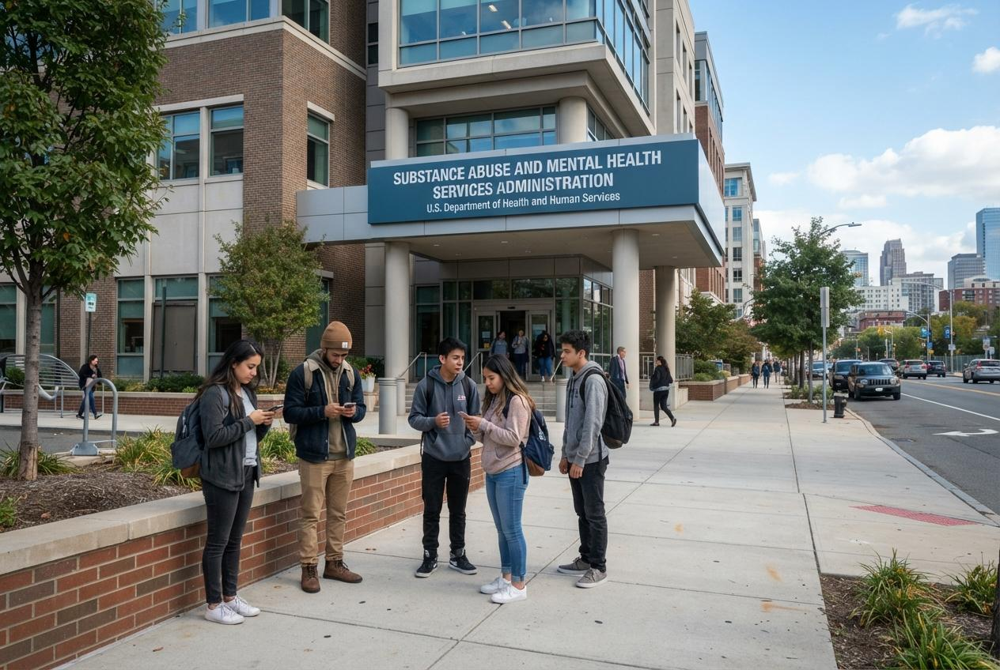 SUBSTANCE ABUSE AND MENTAL HEALTH
SERVICES ADMINISTRATION
U.S. Department of Health and Human Services